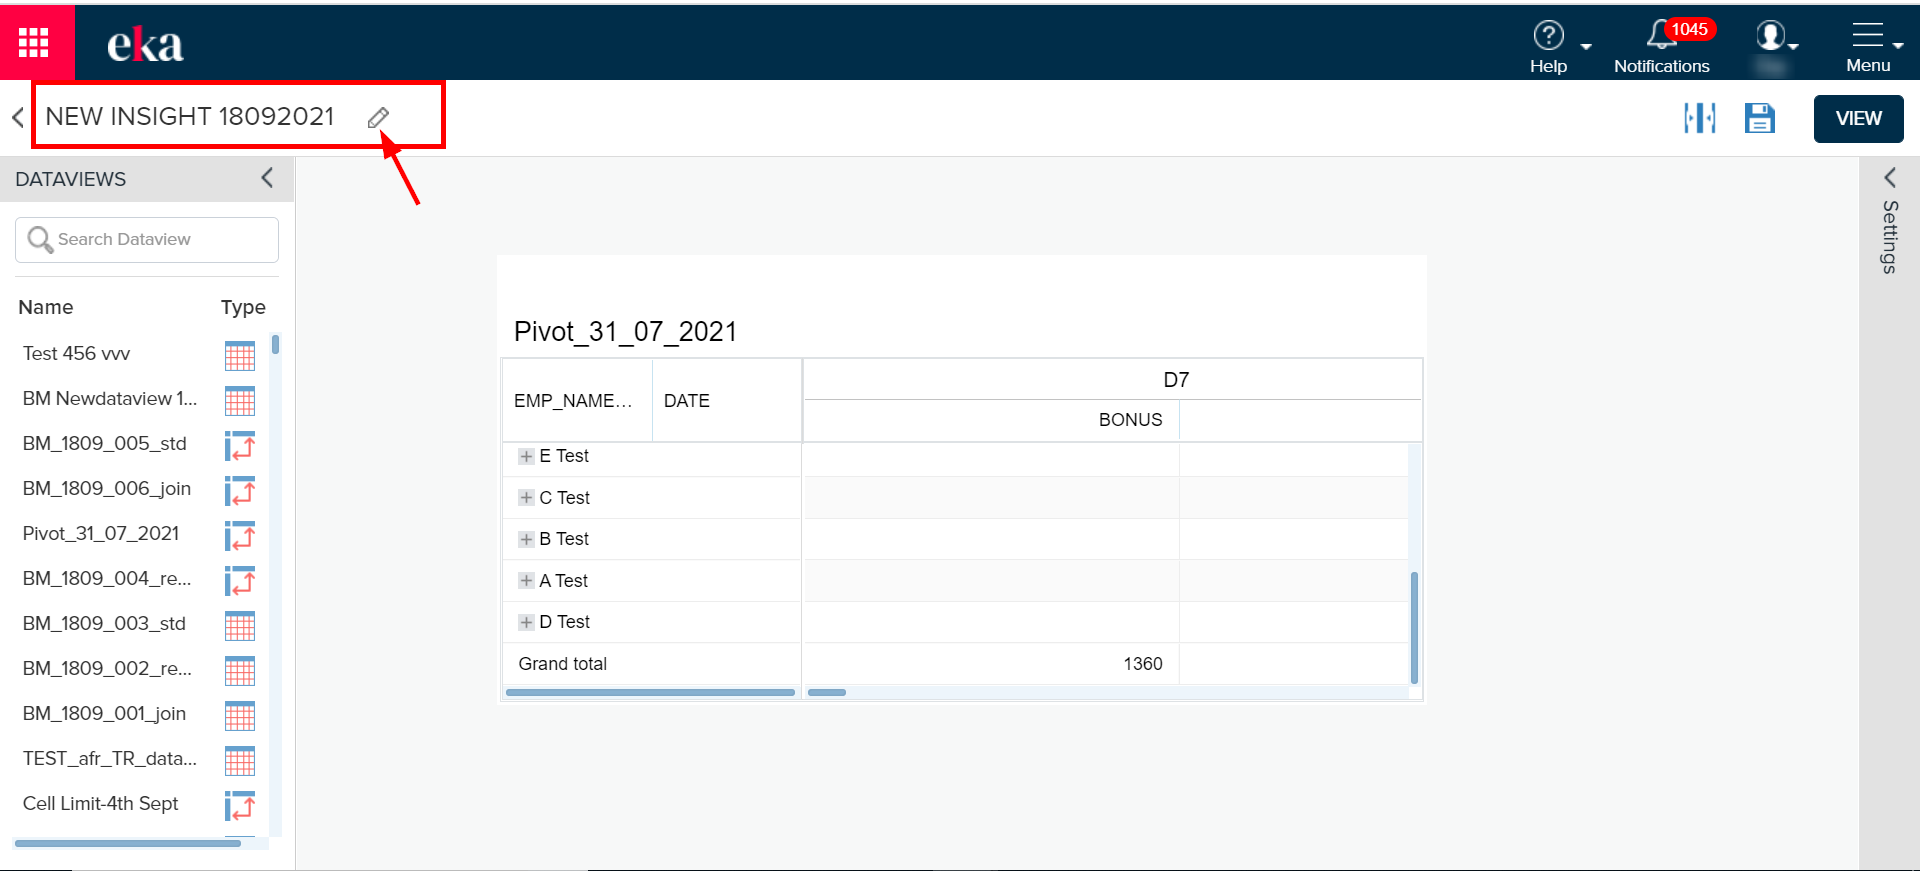 eka
Help
1045
Notifications
Menu
NEW INSIGHT 18092021
VIEW
DATAVIEWS
Search Dataview
Name Type
Test 456 vvv
BM Newdataview 1...
BM_1809_005_std
BM_1809_006_join
Pivot_31_07_2021
BM_1809_004_re...
BM_1809_003_std
BM_1809_002_re...
BM_1809_001_join
TEST_afr_TR_data...
Cell Limit-4th Sept
Pivot_31_07_2021
EMP_NAME... DATE D7
BONUS
E Test
C Test
B Test
A Test
D Test
Grand total 1360
Settings